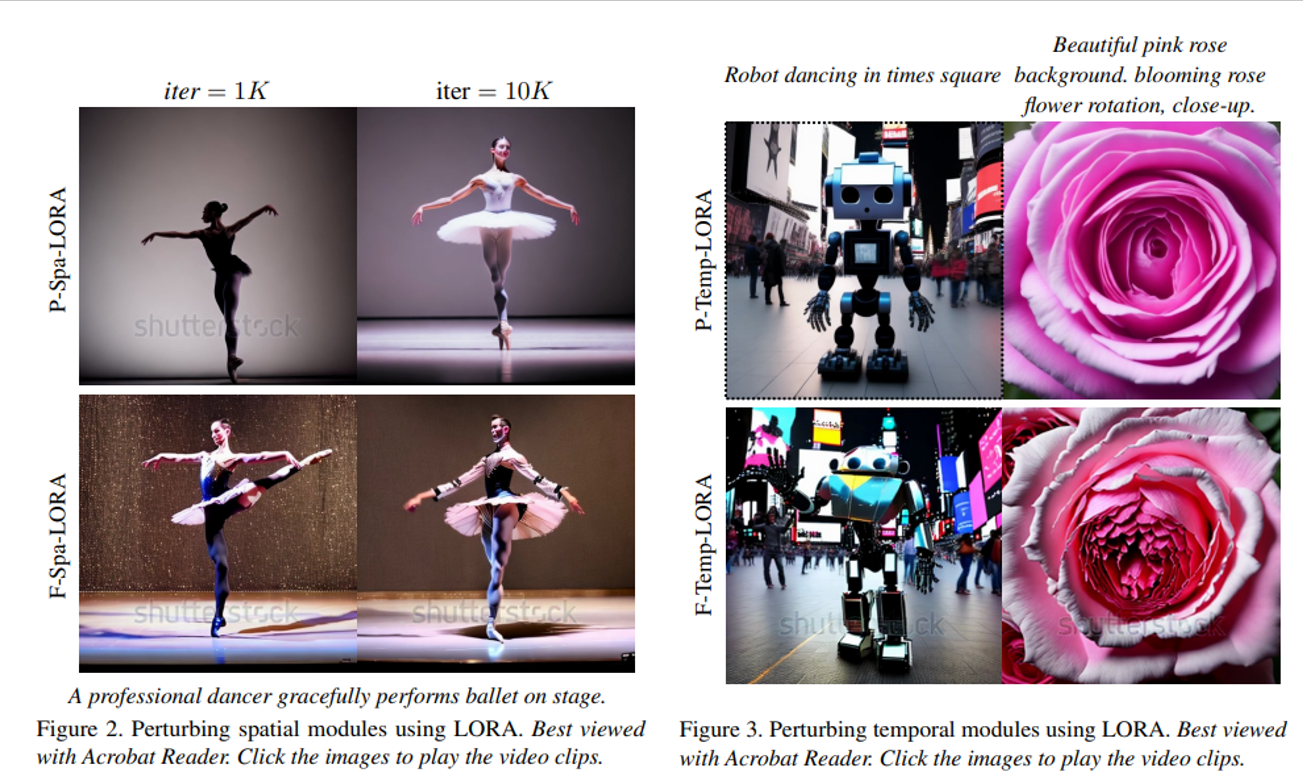 iter = 1K
iter = 10K
P-Spa-LORA
shutterstock
F-Spa-LORA
shutterstock
shutterstock
A professional dancer gracefully performs ballet on stage.
Figure 2. Perturbing spatial modules using LORA. Best viewed
with Acrobat Reader. Click the images to play the video clips.
Robot dancing in times square
Beautiful pink rose
background. blooming rose
flower rotation, close-up.
P-Temp-LORA
F-Temp-LORA
shutterstock
shutterstock
Figure 3. Perturbing temporal modules using LORA. Best viewed
with Acrobat Reader. Click the images to play the video clips.